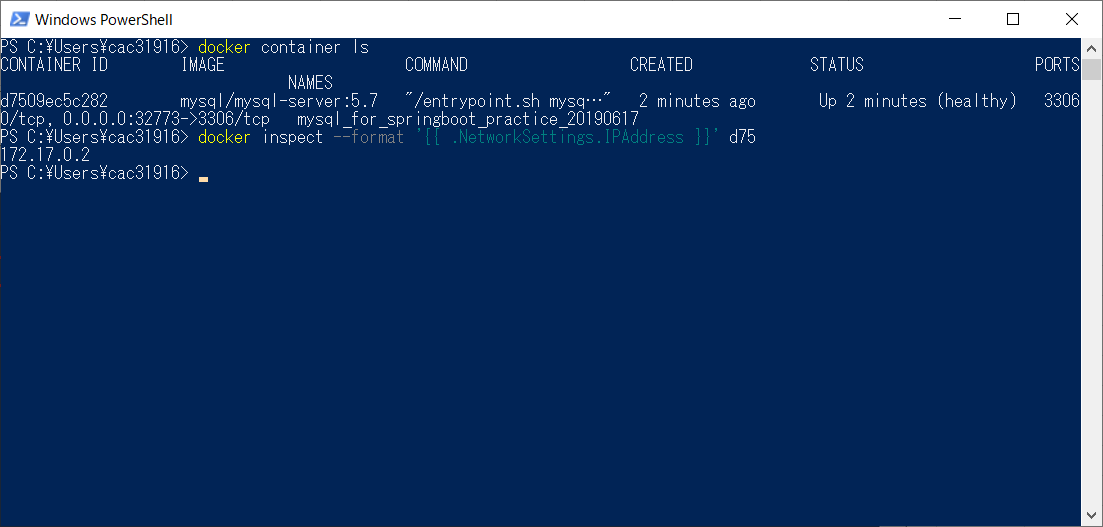 Windows PowerShell
PS C:¥Users¥cac31916> docker container ls
CONTAINER ID        IMAGE                    COMMAND                  CREATED             STATUS                   PORTS
                                NAMES
d7509ec5c282        mysql/mysql-server:5.7   "/entrypoint.sh mysq…"   2 minutes ago       Up 2 minutes (healthy)   3306
0/tcp, 0.0.0.0:32773->3306/tcp   mysql_for_springboot_practice_20190617
PS C:¥Users¥cac31916> docker inspect --format '{{ .NetworkSettings.IPAddress }}' d75
172.17.0.2
PS C:¥Users¥cac31916>